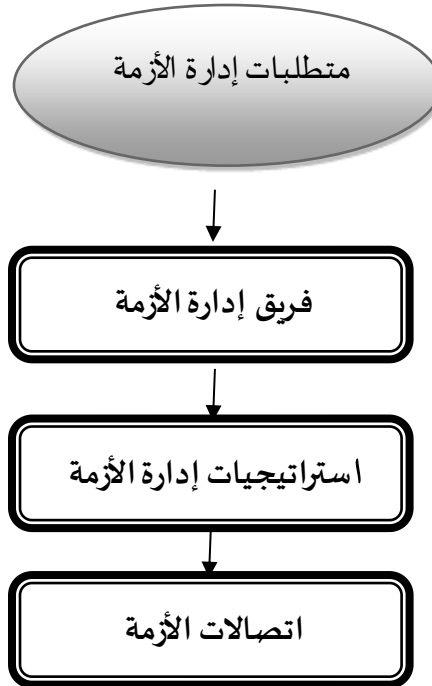 متطلبات إدارة الأزمة
فريق إدارة الأزمة
استراتيجيات إدارة الأزمة
اتصالات الأزمة